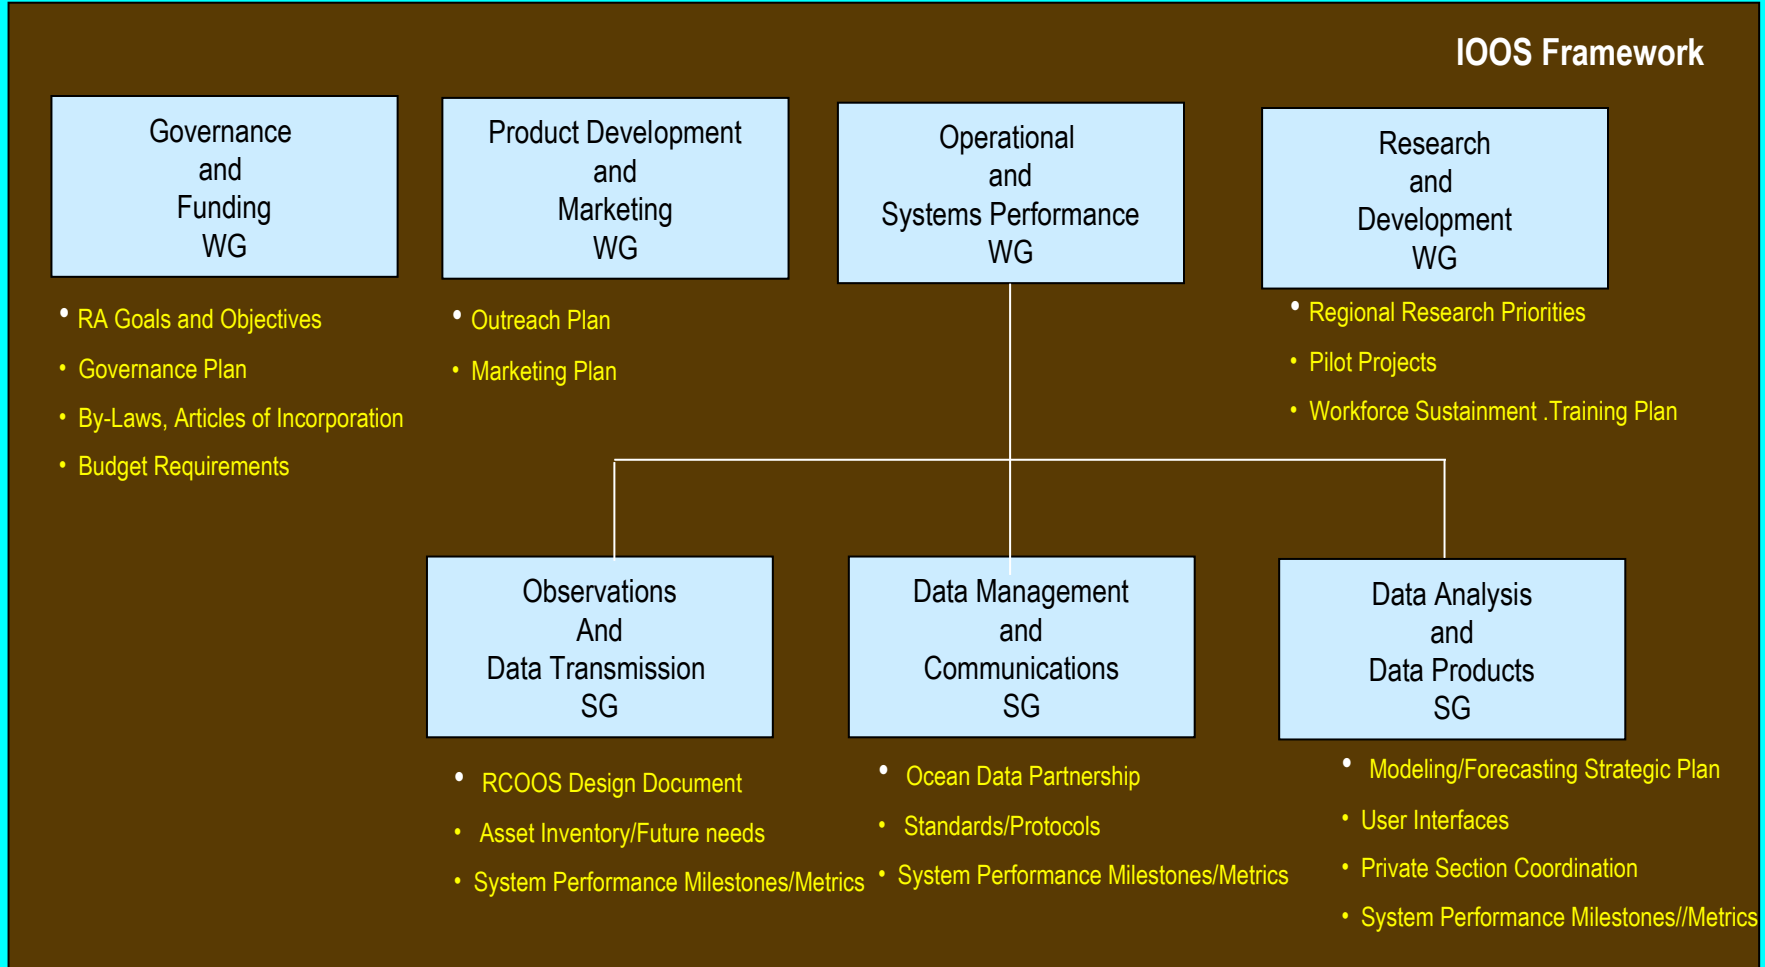 IOOS Framework
Governance
and
Funding
WG
• RA Goals and Objectives
• Governance Plan
• By-Laws, Articles of Incorporation
• Budget Requirements
Product Development
and
Marketing
WG
• Outreach Plan
• Marketing Plan
Operational
and
Systems Performance
WG
Research
and
Development
WG
• Regional Research Priorities
• Pilot Projects
• Workforce Sustainment .Training Plan
Observations
And
Data Transmission
SG
• RCOOS Design Document
• Asset Inventory/Future needs
• System Performance Milestones/Metrics
Data Management
and
Communications
SG
• Ocean Data Partnership
• Standards/Protocols
• System Performance Milestones/Metrics
Data Analysis
and
Data Products
SG
• Modeling/Forecasting Strategic Plan
• User Interfaces
• Private Section Coordination
• System Performance Milestones//Metrics